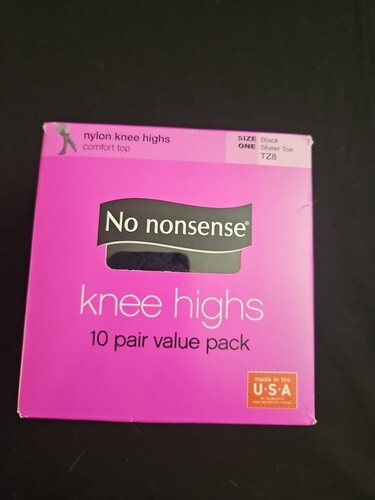 nylon knee highs
comfort top
SIZE Black
ONE Sheer Toe
TZ8
No nonsense®
knee highs
10 pair value pack
made in the
U·S·A